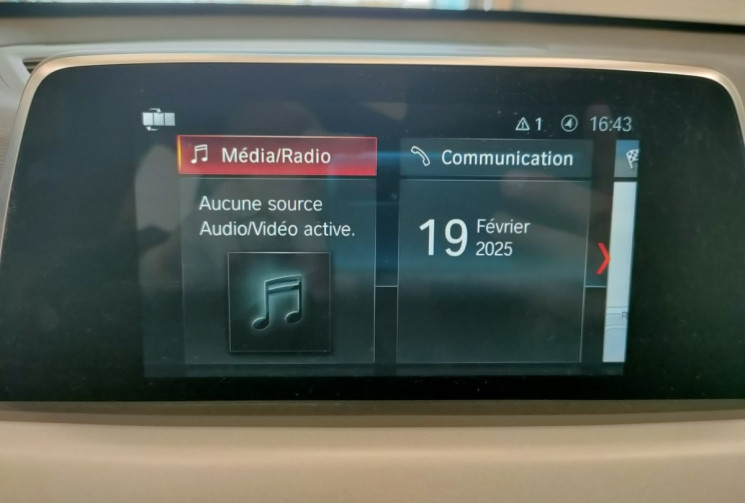 1 16:43
Média/Radio
Communication
Aucune source
Audio/Vidéo active.
19 Février
2025